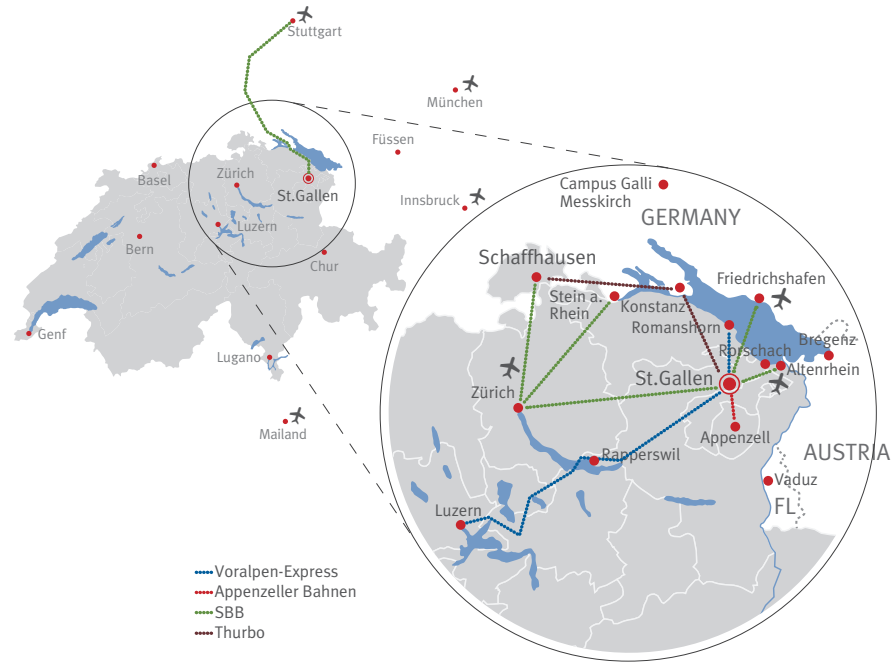 Stuttgart
München
Füssen
Basel
Zürich
St.Gallen
Innsbruck
Luzern
Bern
Chur
Genf
Lugano
Mailand
Campus Galli
Messkirch
GERMANY
Schaffhausen
Friedrichshafen
Stein a.
Rhein
Konstanz
Romanshorn
Bregenz
Rorschach
Altenrhein
St.Gallen
Zürich
Appenzell
AUSTRIA
Rapperswil
Vaduz
FL
Luzern
Voralpen-Express
Appenzeller Bahnen
SBB
Thurbo